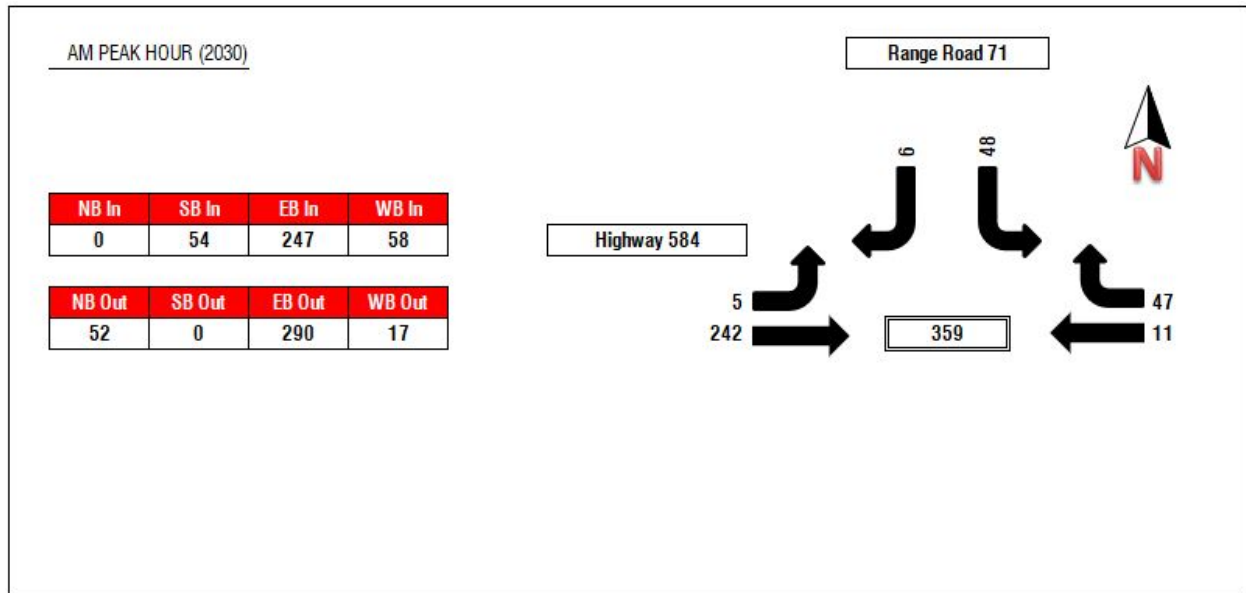 AM PEAK HOUR (2030)
Range Road 71
N
6
48
NB In SB In EB In WB In
0 54 247 58
Highway 584
NB Out SB Out EB Out WB Out
52 0 290 17
5
47
242
359
11